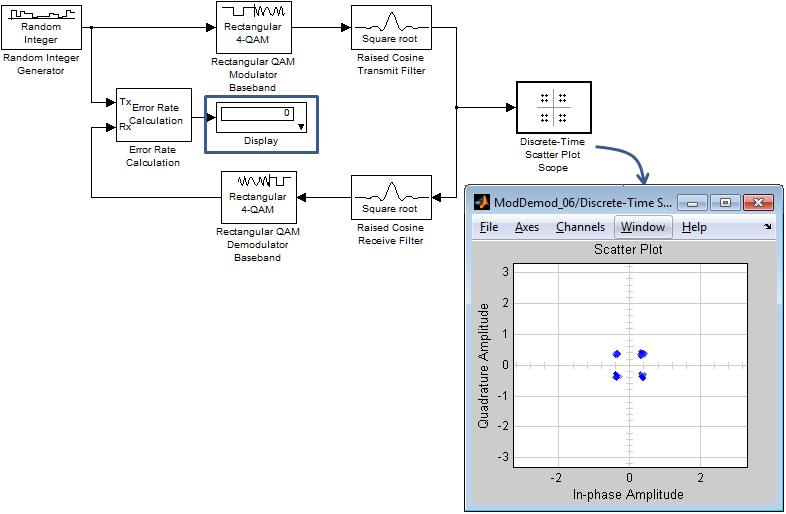 Random
Integer
Random Integer
Generator
Rectangular
4-QAM
Rectangular QAM
Modulator
Baseband
Square root
Raised Cosine
Transmit Filter
Tx
Rx
Error Rate
Calculation
Error Rate
Calculation
0
Display
Discrete-Time
Scatter Plot
Scope
Rectangular
4-QAM
Rectangular QAM
Demodulator
Baseband
Square root
Raised Cosine
Receive Filter
ModDemod_06/Discrete-Time S...
File Axes Channels Window Help
Scatter Plot
3
2
1
0
-1
-2
-3
Quadrature Amplitude
-2 0 2
In-phase Amplitude